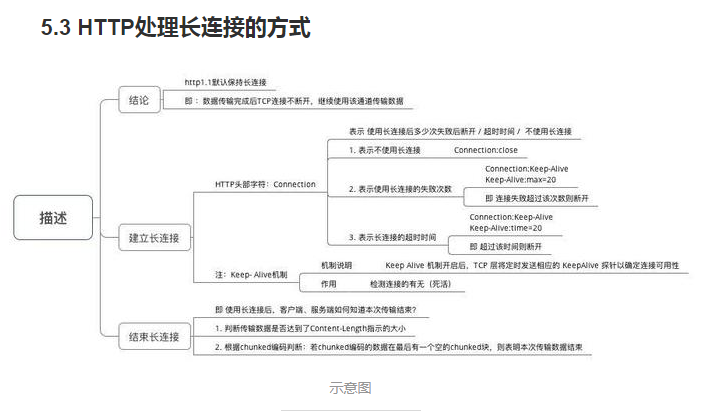 5.3 HTTP处理长连接的方式
描述
结论
http1.1默认保持长连接
即 ：数据传输完成后TCP连接不断开，继续使用该通道传输数据
建立长连接
HTTP头部字符：Connection
表示 使用长连接后多少次失败后断开 / 超时时间 / 不使用长连接
1. 表示不使用长连接 Connection:close
2. 表示使用长连接的失败次数
Connection:Keep-Alive
Keep-Alive:max=20
即 连接失败超过该次数则断开
3. 表示长连接的超时时间
Connection:Keep-Alive
Keep-Alive:time=20
即 超过该时间则断开
注：Keep- Alive机制
机制说明 Keep Alive 机制开启后，TCP 层将定时发送相应的 KeepAlive 探针以确定连接可用性
作用 检测连接的有无（死活）
结束长连接
即 使用长连接后，客户端、服务端如何知道本次传输结束?
1. 判断传输数据是否达到了Content-Length指示的大小
2. 根据chunked编码判断：若chunked编码的数据在最后有一个空的chunked块，则表明本次传输数据结束
示意图